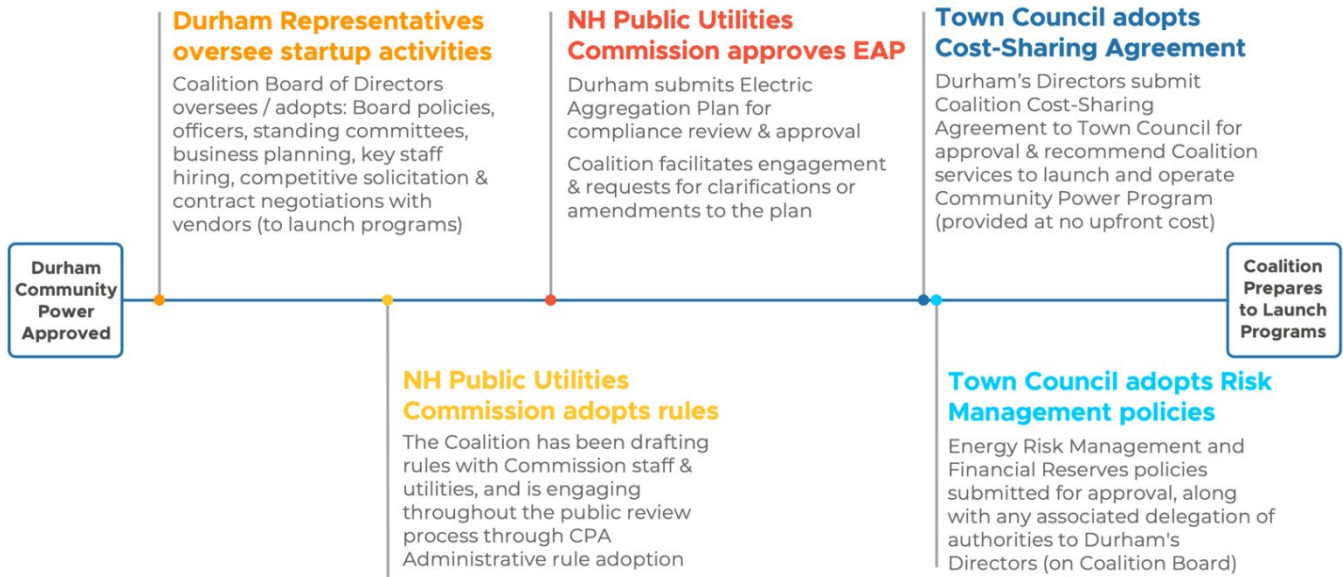 Durham Representatives
oversee startup activities
Coalition Board of Directors
oversees / adopts: Board policies,
officers, standing committees,
business planning, key staff
hiring, competitive solicitation &
contract negotiations with
vendors (to launch programs)
NH Public Utilities
Commission approves EAP
Durham submits Electric
Aggregation Plan for
compliance review & approval
Coalition facilitates engagement
& requests for clarifications or
amendments to the plan
Town Council adopts
Cost-Sharing Agreement
Durham's Directors submit
Coalition Cost-Sharing
Agreement to Town Council for
approval & recommend Coalition
services to launch and operate
Community Power Program
(provided at no upfront cost)
Durham
Community
Power
Approved
Coalition
Prepares
to Launch
Programs
NH Public Utilities
Commission adopts rules
The Coalition has been drafting
rules with Commission staff &
utilities, and is engaging
throughout the public review
process through CPA
Administrative rule adoption
Town Council adopts Risk
Management policies
Energy Risk Management and
Financial Reserves policies
submitted for approval, along
with any associated delegation of
authorities to Durham's
Directors (on Coalition Board)